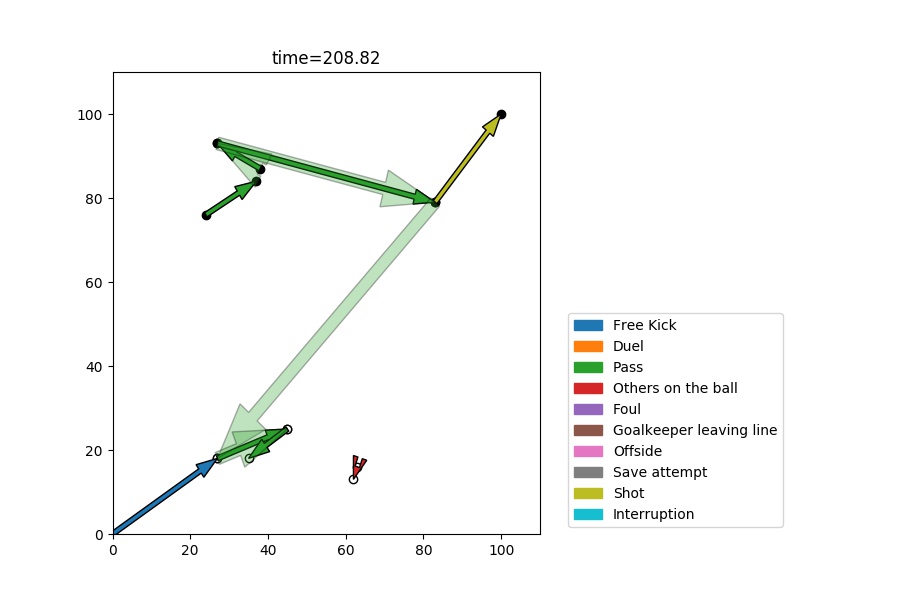 time=208.82
100
80
60
40
20
0
0 20 40 60 80 100
Free Kick
Duel
Pass
Others on the ball
Foul
Goalkeeper leaving line
Offside
Save attempt
Shot
Interruption